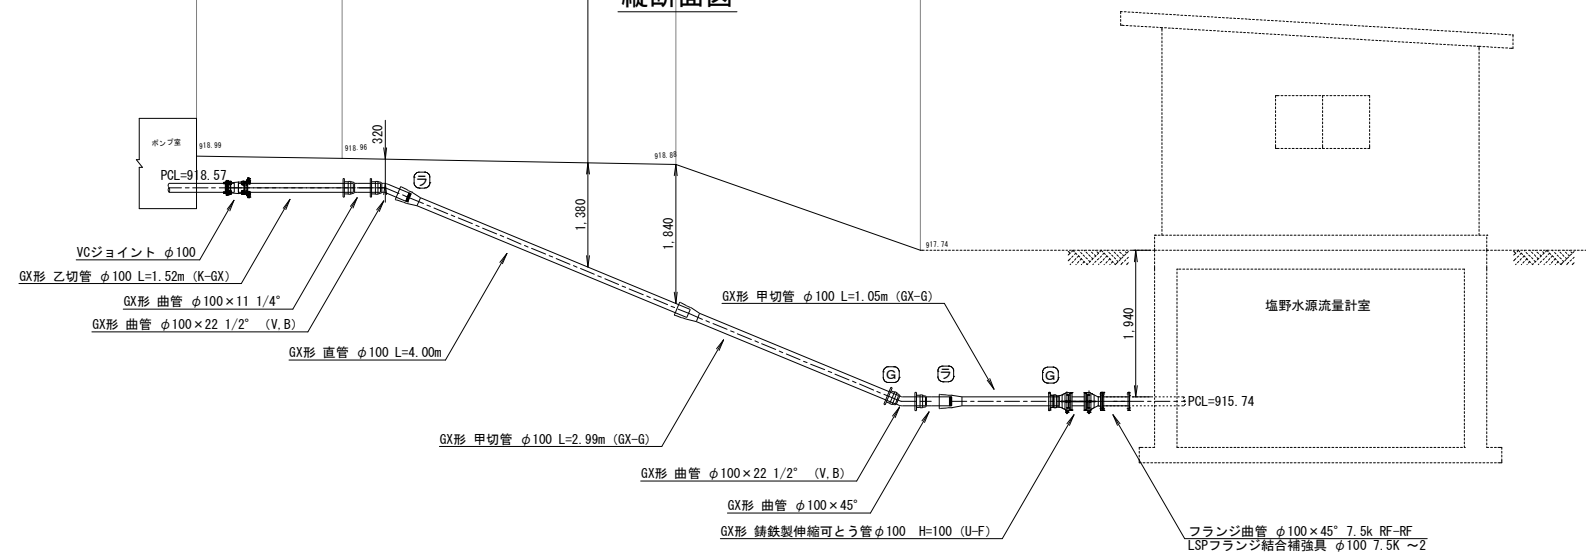 縦断面図
ポンプ室
918.99
918.96
320
918.88
PCL=918.57
ラ
1,380
1,840
917.74
VCジョイント φ100
GX形 乙切管 φ100 L=1.52m (K-GX)
GX形 曲管 φ100×11 1/4°
GX形 曲管 φ100×22 1/2° (V,B)
GX形 直管 φ100 L=4.00m
GX形 甲切管 φ100 L=1.05m (GX-G)
1,940
塩野水源流量計室
G
ラ
G
PCL=915.74
GX形 甲切管 φ100 L=2.99m (GX-G)
GX形 曲管 φ100×22 1/2° (V,B)
GX形 曲管 φ100×45°
GX形 鋳鉄製伸縮可とう管φ100 H=100 (U-F)
フランジ曲管 φ100×45° 7.5k RF-RF
LSPフランジ結合補強具 φ100 7.5K ～2